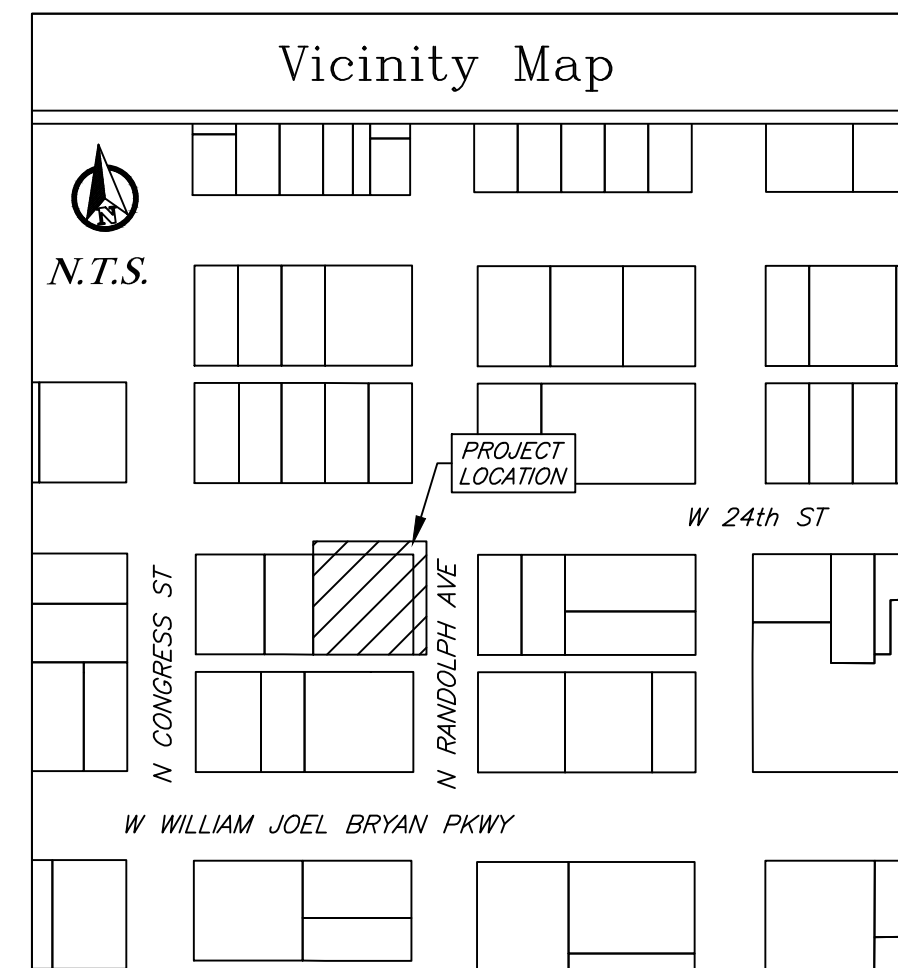 Vicinity Map
N
N.T.S.
PROJECT
LOCATION
W 24th ST
N CONGRESS ST
N RANDOLPH AVE
W WILLIAM JOEL BRYAN PKWY